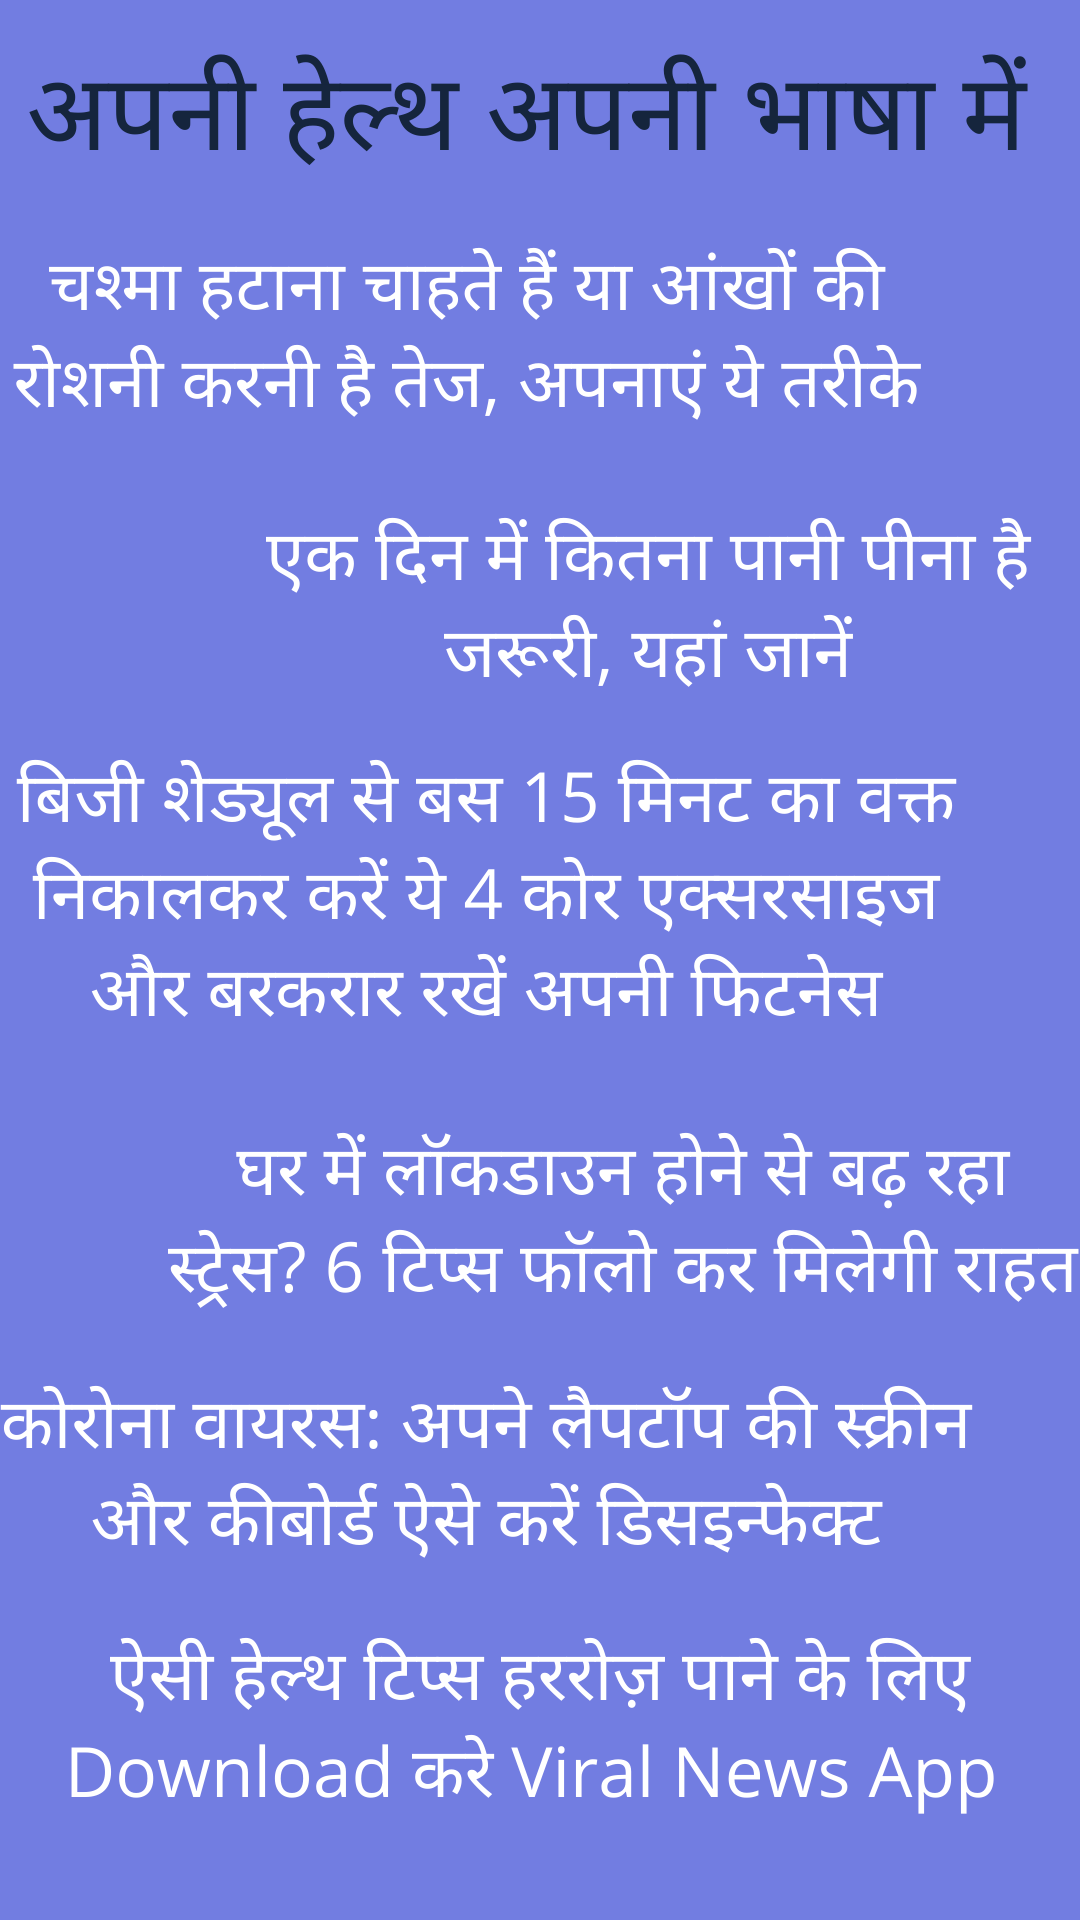 अपनी हेल्थ अपनी भाषा में
चश्मा हटाना चाहते हैं या आंखों की
रोशनी करनी है तेज, अपनाएं ये तरीके
एक दिन में कितना पानी पीना है
जरूरी, यहां जानें
बिजी शेड्यूल से बस 15 मिनट का वक्त
निकालकर करें ये 4 कोर एक्सरसाइज
और बरकरार रखें अपनी फिटनेस
घर में लॉकडाउन होने से बढ़ रहा
स्ट्रेस? 6 टिप्स फॉलो कर मिलेगी राहत
कोरोना वायरस: अपने लैपटॉप की स्क्रीन
और कीबोर्ड ऐसे करें डिसइन्फेक्ट
ऐसी हेल्थ टिप्स हररोज़ पाने के लिए
Download करे Viral News App